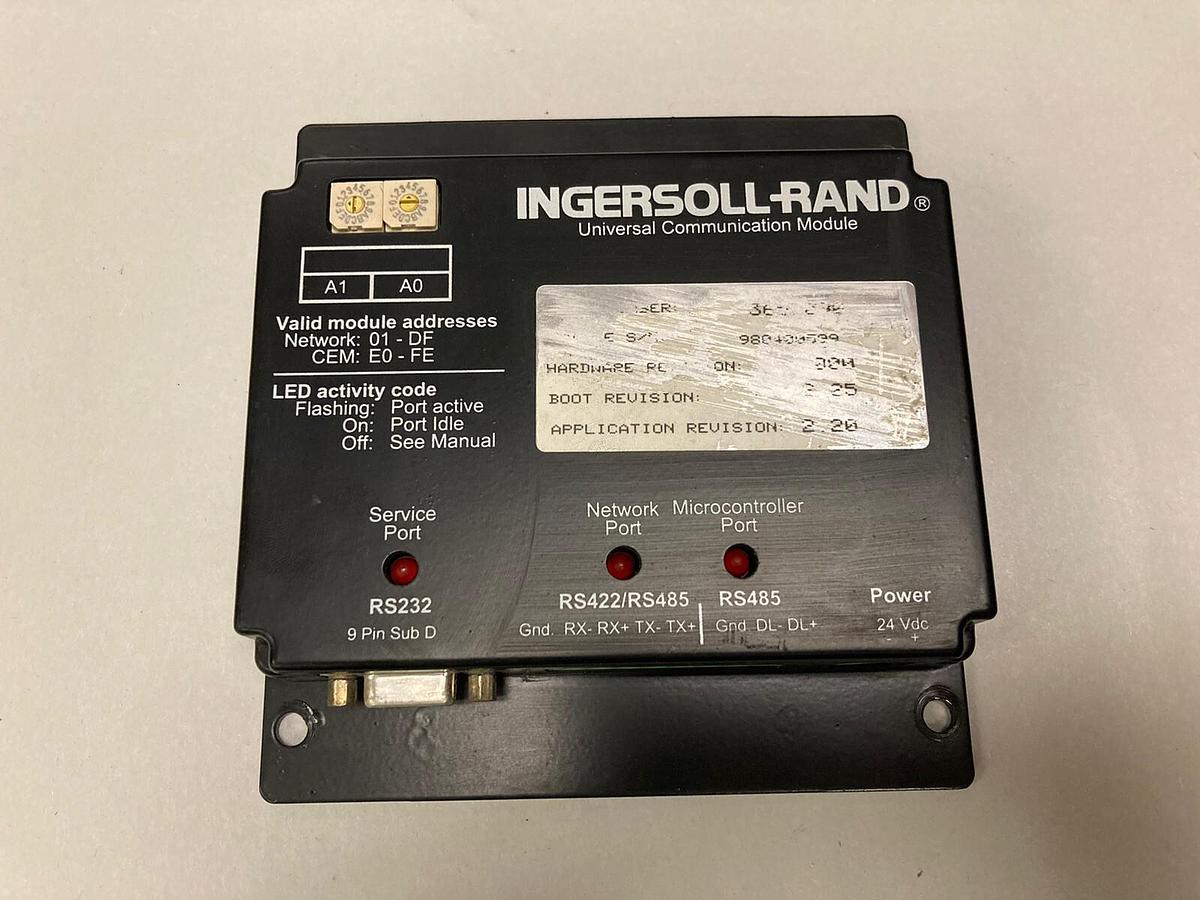 INGERSOLL-RAND®
Universal Communication Module
A1 A0
Valid module addresses
Network: 01 - DF
CEM: E0 - FE
LED activity code
Flashing: Port active
On: Port Idle
Off: See Manual
HARDWARE
BOOT REVISION:
APPLICATION REVISION: 2.20
Service
Port
RS232
9 Pin Sub D
Network
Port
RS422/RS485
Gnd. RX- RX+ TX- TX+
Microcontroller
Port
RS485
Gnd. DL- DL+
Power
24 Vdc
- +